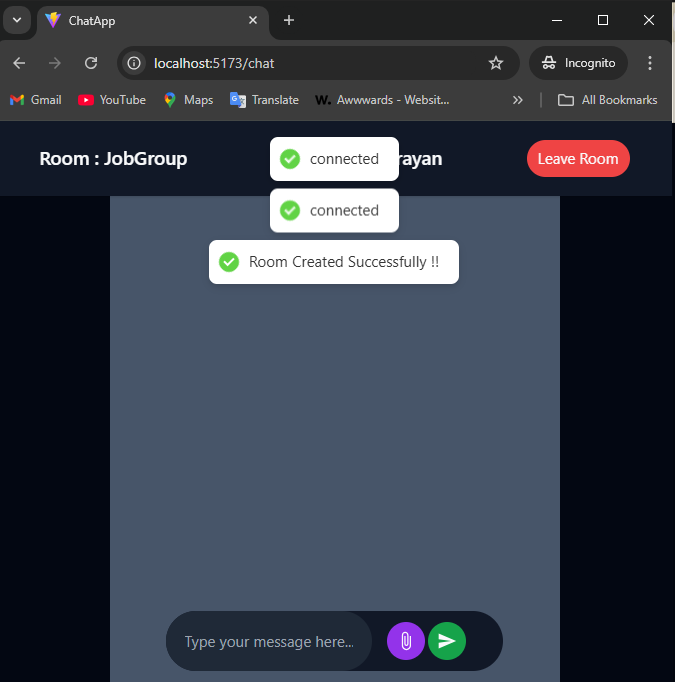 ChatApp
localhost:5173/chat
Incognito
Gmail
YouTube
Maps
Translate
W. Awwwards - Websit...
All Bookmarks
Room : JobGroup
rayan
Leave Room
connected
connected
Room Created Successfully !!
Type your message here..